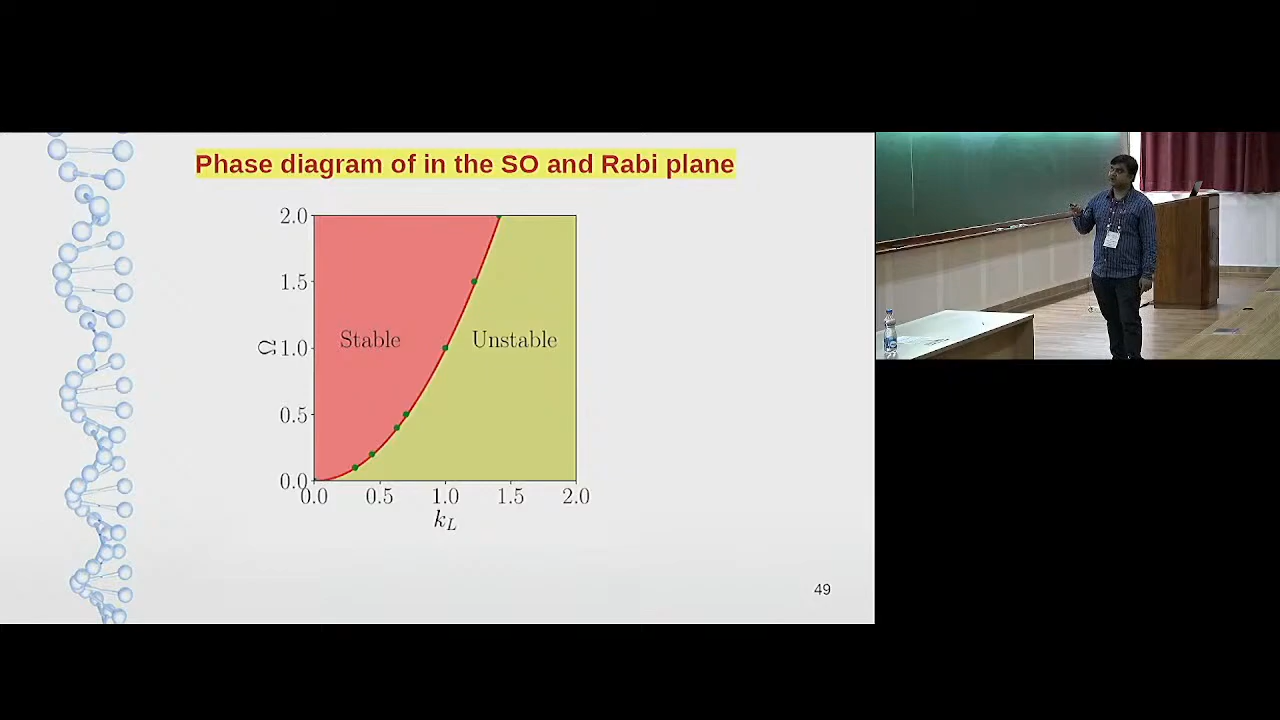 Phase diagram of in the SO and Rabi plane
2.0
1.5
Stable
Unstable
Ω 1.0
0.5
0.0
0.0 0.5 1.0 1.5 2.0
k_L
49